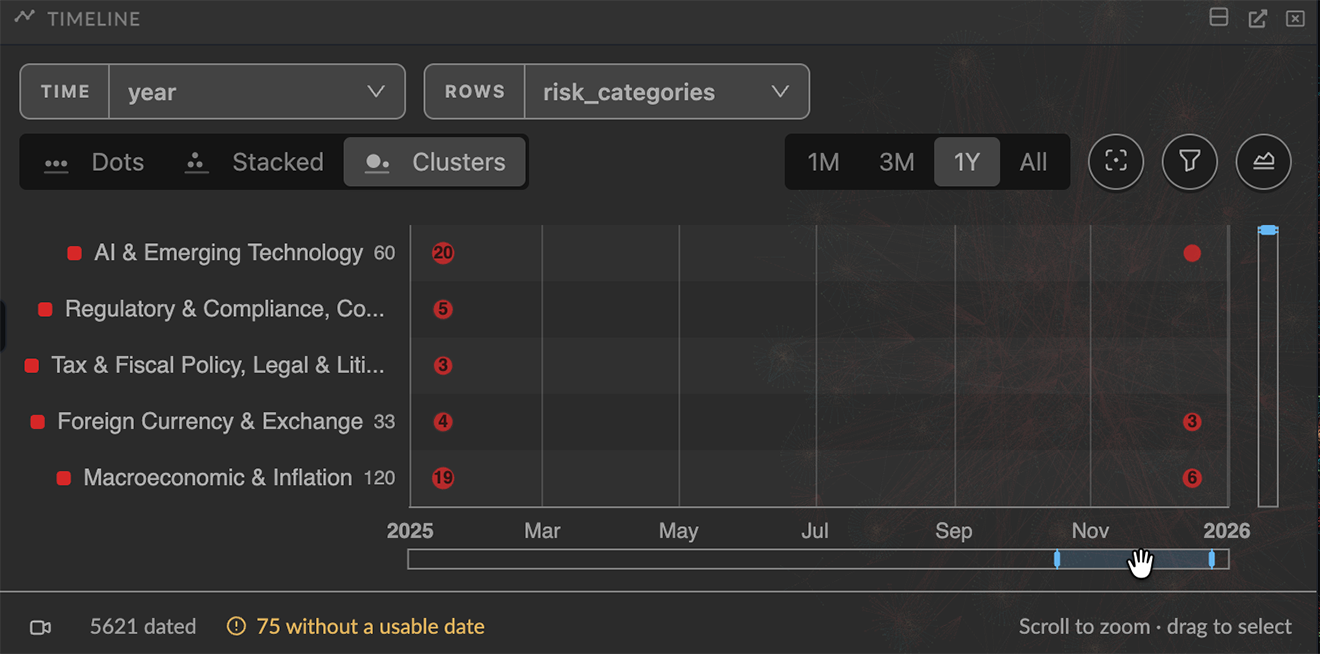 TIMELINE
TIME year ROWS risk_categories
Dots Stacked Clusters 1M 3M 1Y All
AI & Emerging Technology 60 20
Regulatory & Compliance, Co... 5
Tax & Fiscal Policy, Legal & Liti... 3
Foreign Currency & Exchange 33 4 3
Macroeconomic & Inflation 120 19 6
2025 Mar May Jul Sep Nov 2026
5621 dated 75 without a usable date Scroll to zoom · drag to select